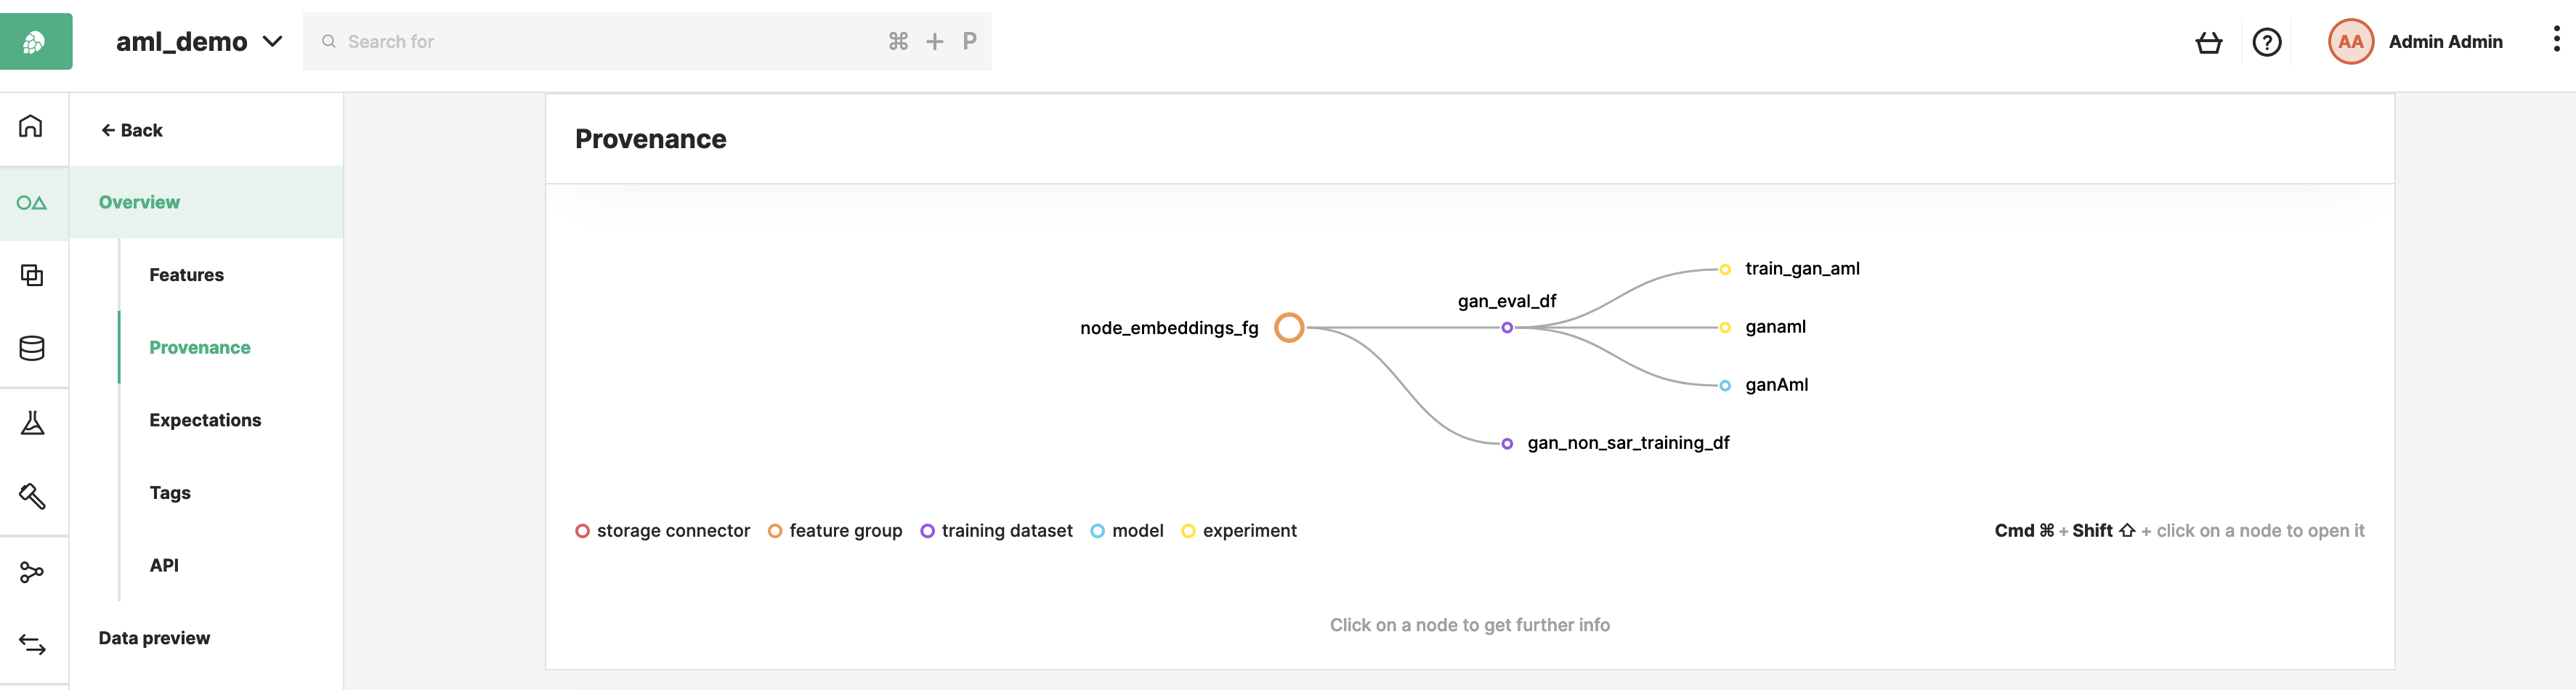 aml_demo
Search for
⌘ + P
AA
Admin Admin
← Back
Overview
Features
Provenance
Expectations
Tags
API
Data preview
Provenance
node_embeddings_fg
gan_eval_df
train_gan_aml
ganaml
ganAml
gan_non_sar_training_df
storage connector feature group training dataset model experiment
Cmd ⌘ + Shift ⇧ + click on a node to open it
Click on a node to get further info